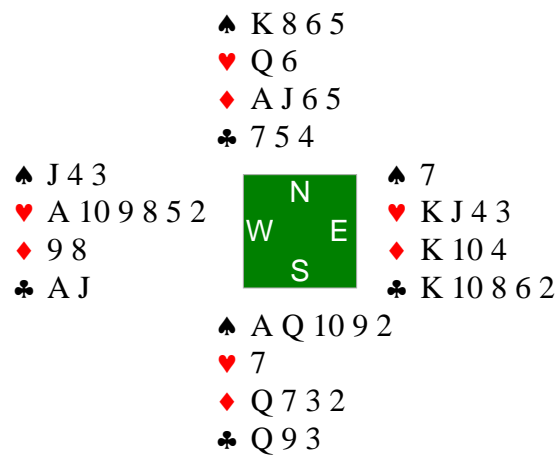 ♠ K 8 6 5
♥ Q 6
♦ A J 6 5
♣ 7 5 4
♠ J 4 3
♥ A 10 9 8 5 2
♦ 9 8
♣ A J
N
W E
S
♠ 7
♥ K J 4 3
♦ K 10 4
♣ K 10 8 6 2
♠ A Q 10 9 2
♥ 7
♦ Q 7 3 2
♣ Q 9 3